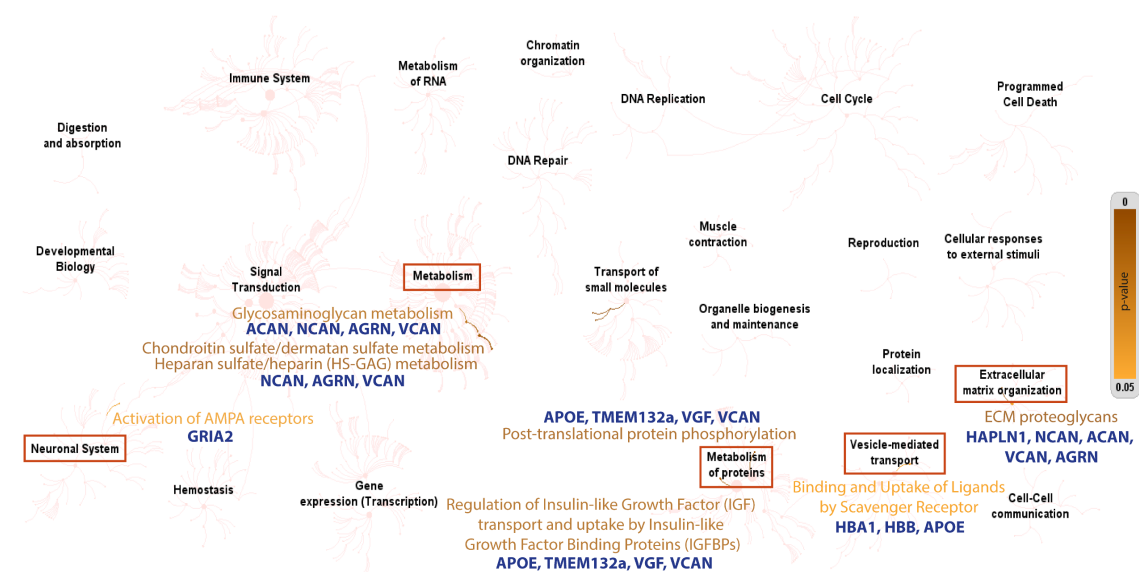 Chromatin
organization
Immune System
Metabolism
of RNA
DNA Replication
Cell Cycle
Programmed
Cell Death
Digestion
and absorption
DNA Repair
0
p-value
0.05
Developmental
Biology
Signal
Transduction
Metabolism
Transport of
small molecules
Muscle
contraction
Organelle biogenesis
and maintenance
Reproduction
Cellular responses
to external stimuli
Glycosaminoglycan metabolism
ACAN, NCAN, AGRN, VCAN
Chondroitin sulfate/dermatan sulfate metabolism
Heparan sulfate/heparin (HS-GAG) metabolism
NCAN, AGRN, VCAN
Protein
localization
Extracellular
matrix organization
ECM proteoglycans
HAPLN1, NCAN, ACAN,
VCAN, AGRN
Activation of AMPA receptors
GRIA2
Neuronal System
APOE, TMEM132a, VGF, VCAN
Post-translational protein phosphorylation
Metabolism
of proteins
Vesicle-mediated
transport
Binding and Uptake of Ligands
by Scavenger Receptor
HBA1, HBB, APOE
Hemostasis
Gene
expression (Transcription)
Regulation of Insulin-like Growth Factor (IGF)
transport and uptake by Insulin-like
Growth Factor Binding Proteins (IGFBPs)
APOE, TMEM132a, VGF, VCAN
Cell-Cell
communication